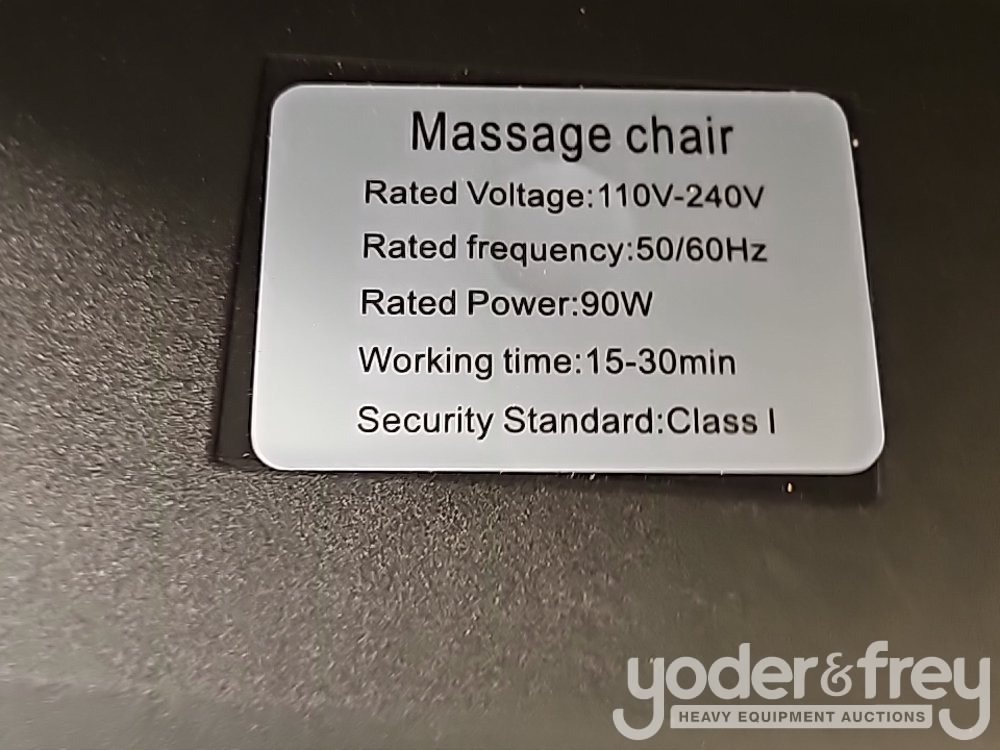 Massage chair
Rated Voltage:110V-240V
Rated frequency:50/60Hz
Rated Power:90W
Working time:15-30min
Security Standard:Class I
yoder&frey
HEAVY EQUIPMENT AUCTIONS